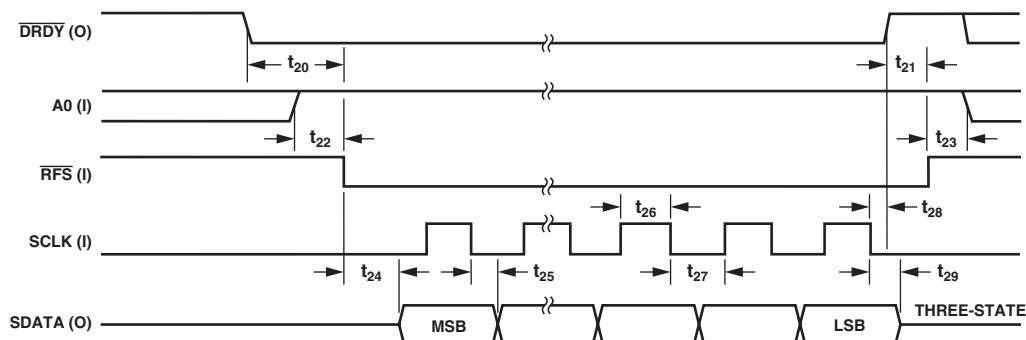 DRDY (O)
t20
t21
A0 (I)
t22
t23
RFS (I)
t26
t28
SCLK (I)
t24
t25
t27
t29
SDATA (O)
MSB
LSB
THREE-STATE